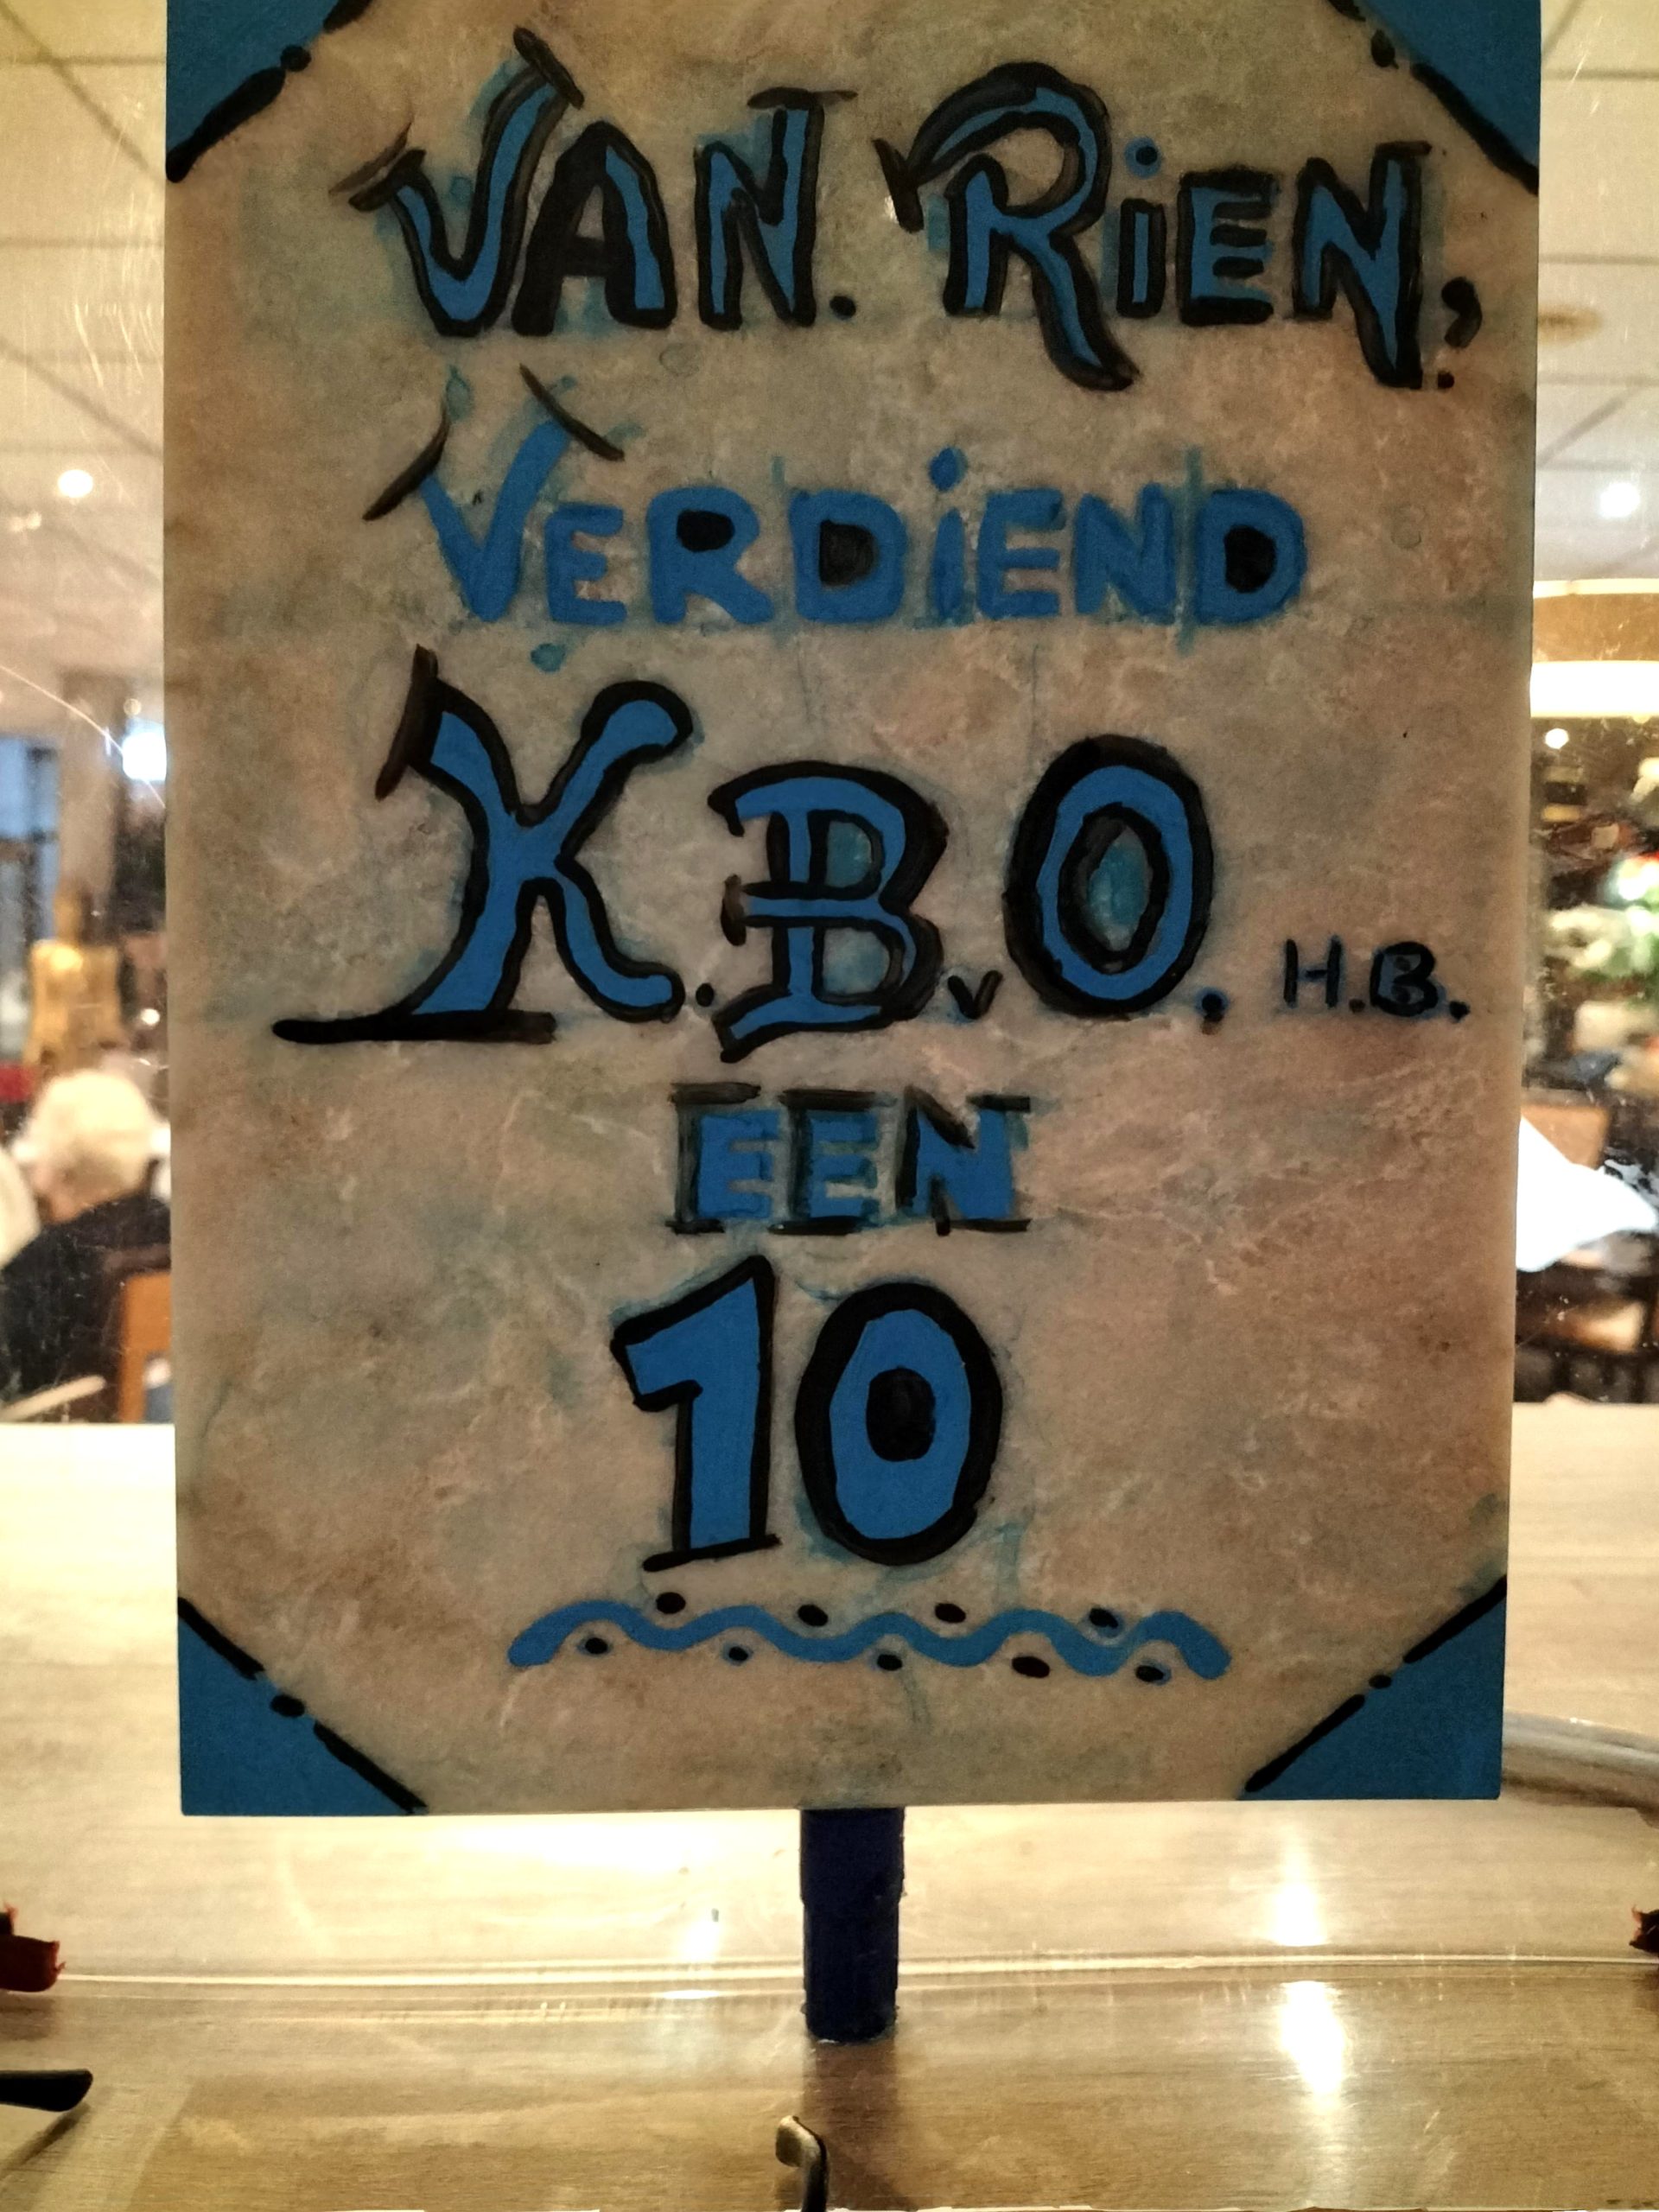 VAN. RiEN,
VERDiEND
K.B.O. H.B.
EEN
10